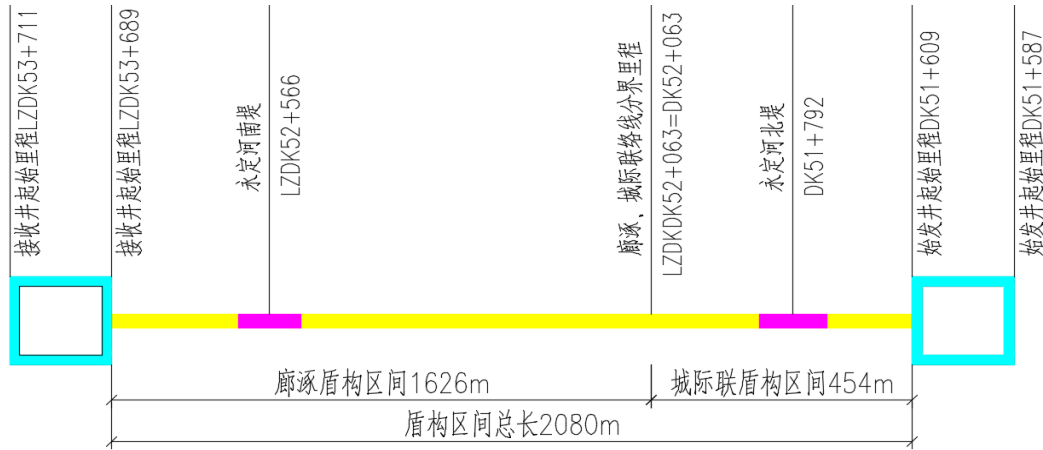 接收井起始里程LZDK53+711
接收井起始里程LZDK53+689
永定河南堤
LZDK52+566
廊涿、城际联络线分界里程
LZDKDK52+063=DK52+063
永定河北堤
DK51+792
始发井起始里程DK51+609
始发井起始里程DK51+587
廊涿盾构区间1626m
城际联盾构区间454m
盾构区间总长2080m